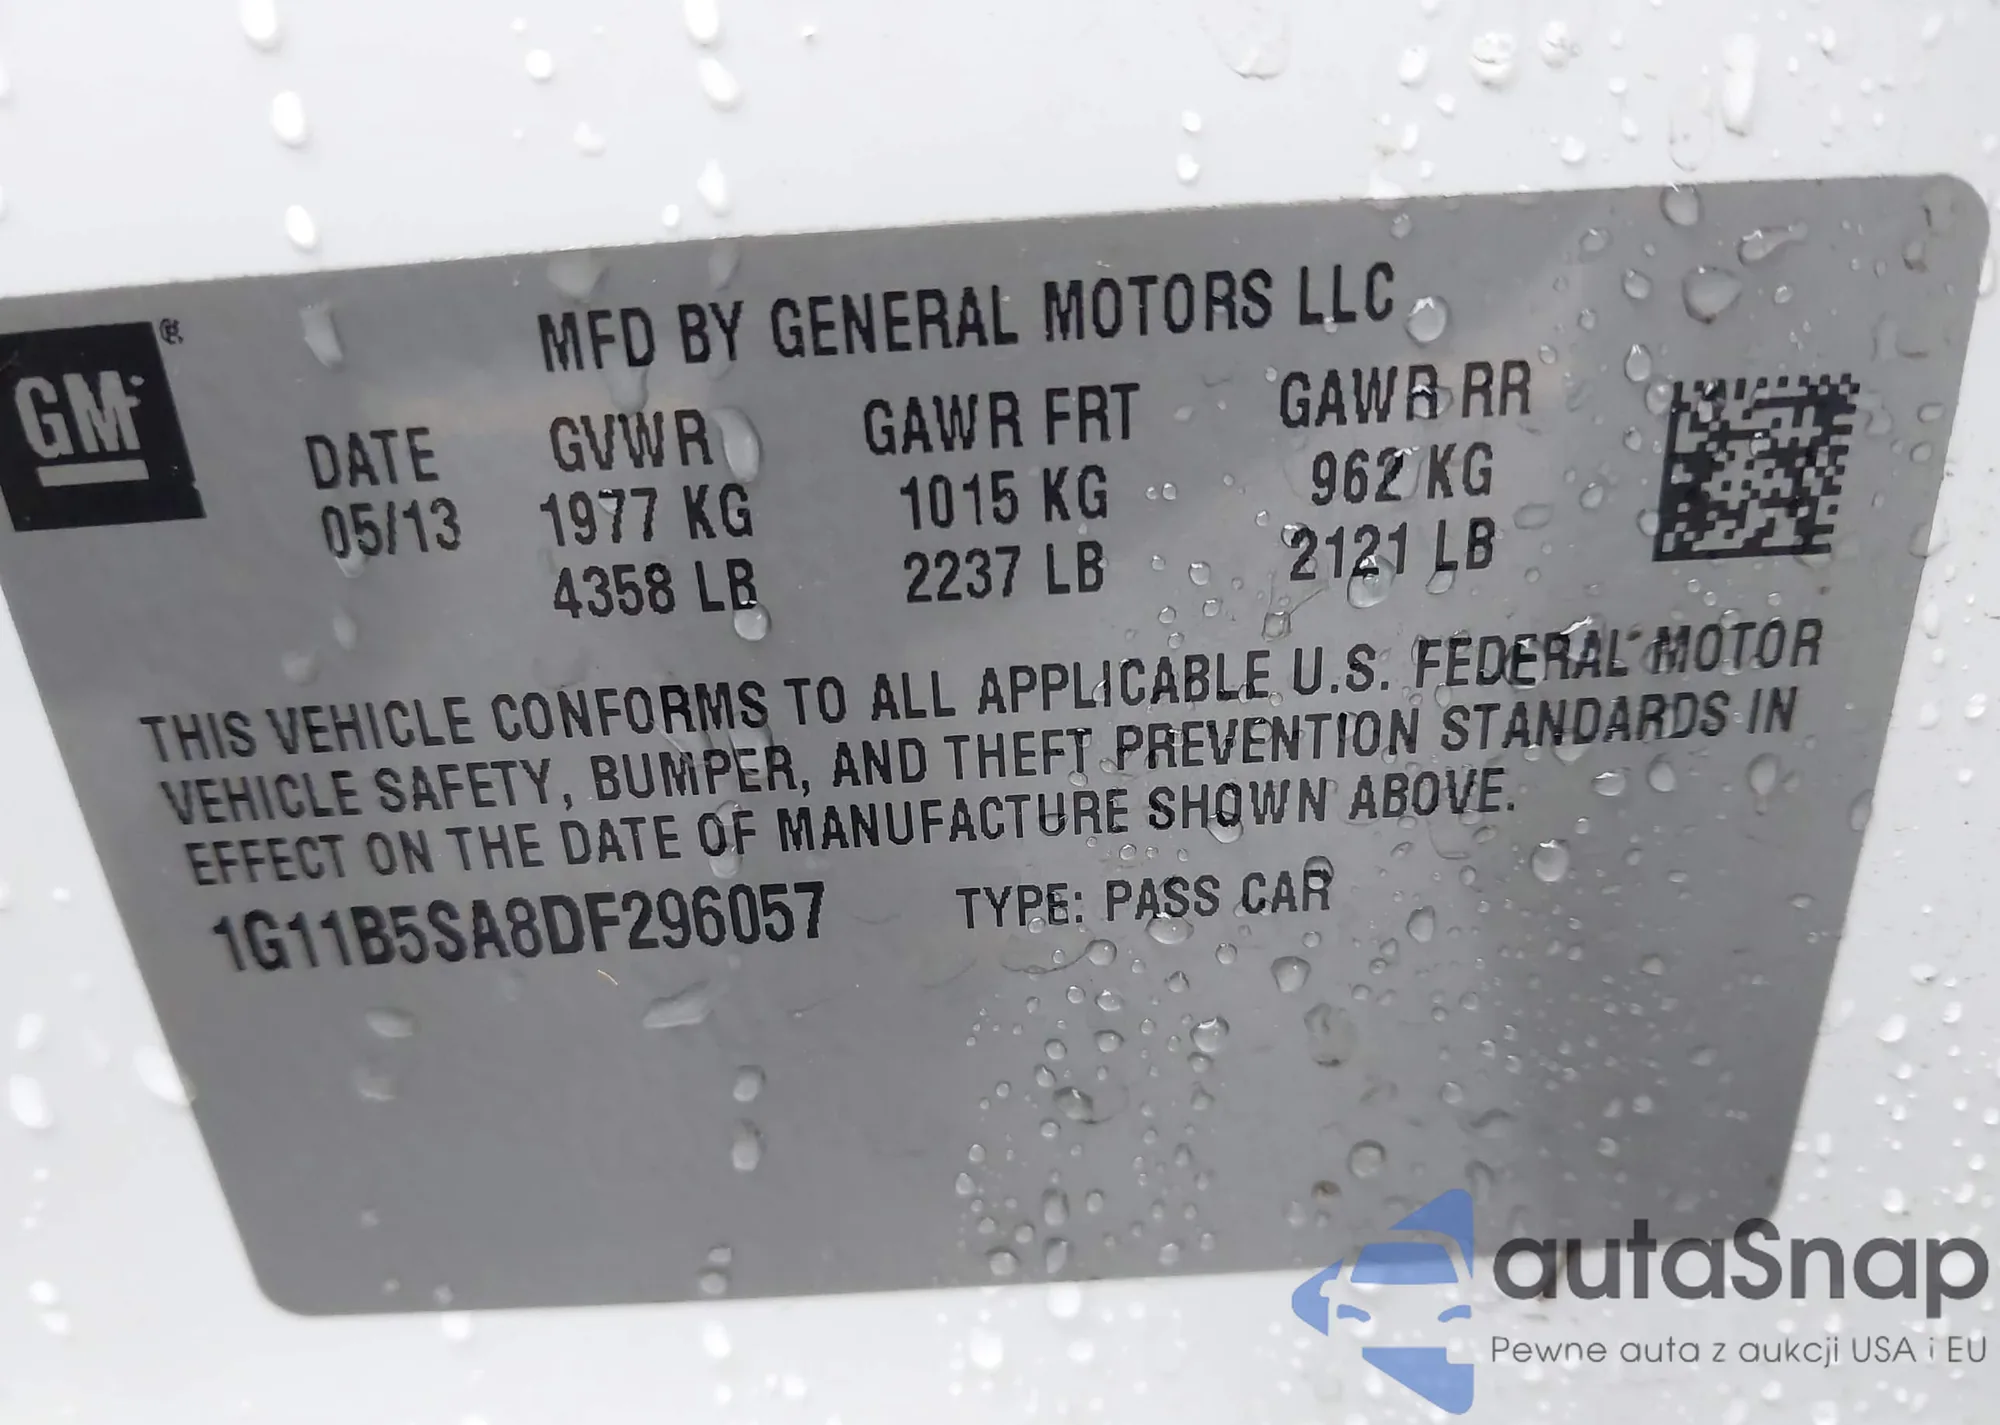 MFD BY GENERAL MOTORS LLC
GM®
DATE GVWR GAWR FRT GAWR RR
05/13 1977 KG 1015 KG 962 KG
4358 LB 2237 LB 2121 LB
THIS VEHICLE CONFORMS TO ALL APPLICABLE U.S. FEDERAL MOTOR
VEHICLE SAFETY, BUMPER, AND THEFT PREVENTION STANDARDS IN
EFFECT ON THE DATE OF MANUFACTURE SHOWN ABOVE.
1G11B5SA8DF296057 TYPE: PASS CAR
autaSnap
Pewne auta z aukcji USA i EU